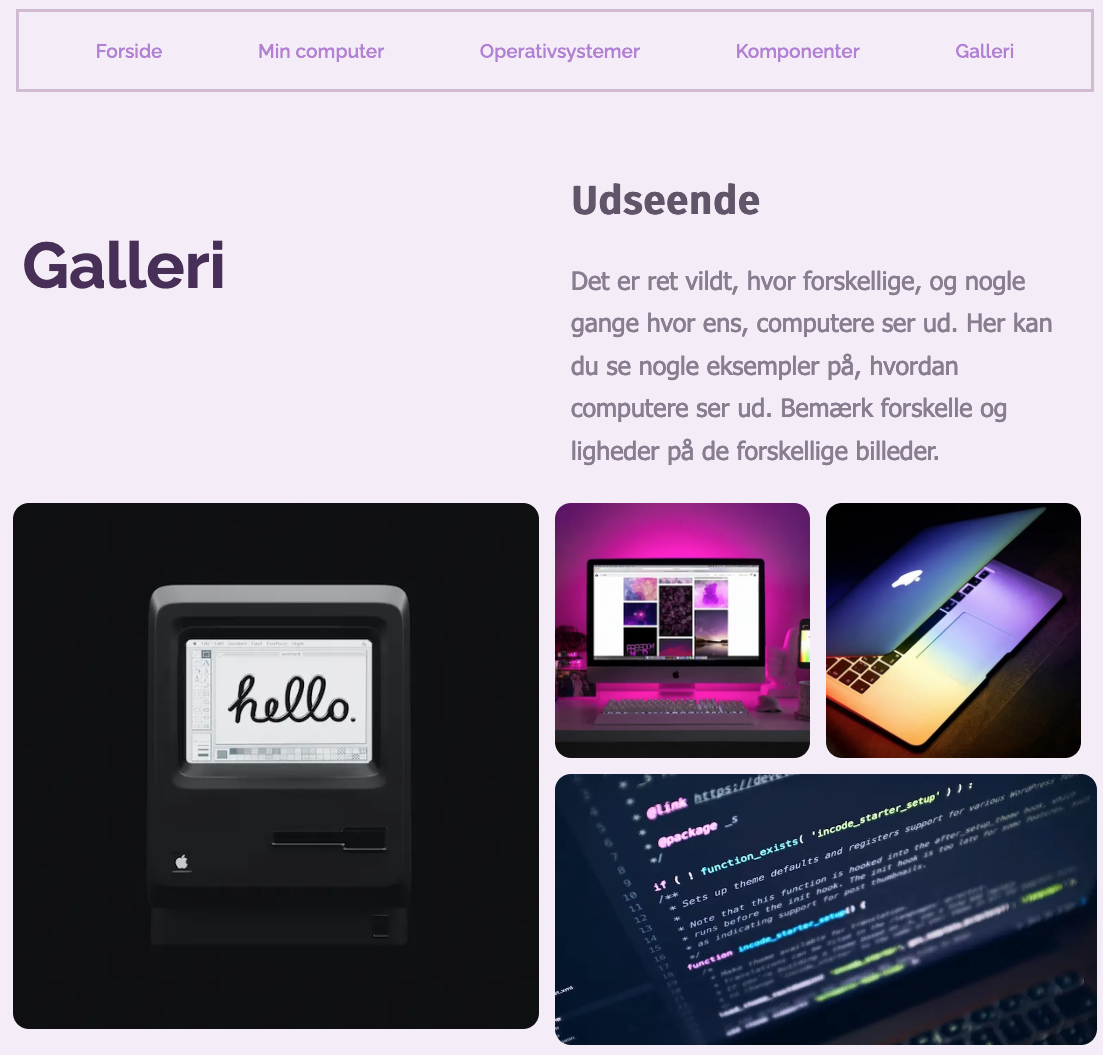 Forside
Min computer
Operativsystemer
Komponenter
Galleri
Galleri
Udseende
Det er ret vildt, hvor forskellige, og nogle
gange hvor ens, computere ser ud. Her kan
du se nogle eksempler på, hvordan
computere ser ud. Bemærk forskelle og
ligheder på de forskellige billeder.
hello.
* @link https://deve
* @package _s
*/
if ( ! function_exists( 'incode_starter_setup' ) ) :
/**
* Sets up theme defaults and registers support for various WordPress
*
* Note that this function is hooked into the after_setup_theme hook, which
* runs before the init hook. The init hook is too late for some features,
* as indicating support for post thumbnails.
*/
function incode_starter_setup() {